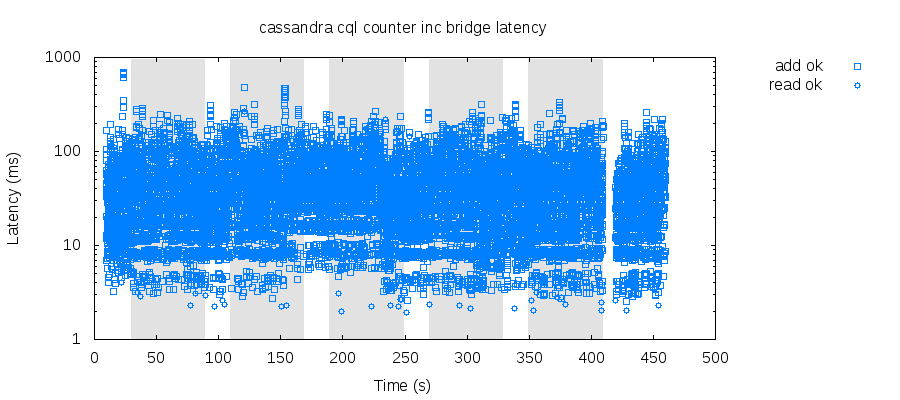 cassandra cql counter inc bridge latency
add ok
read ok
Latency (ms)
1000
100
10
1
0 50 100 150 200 250 300 350 400 450 500
Time (s)